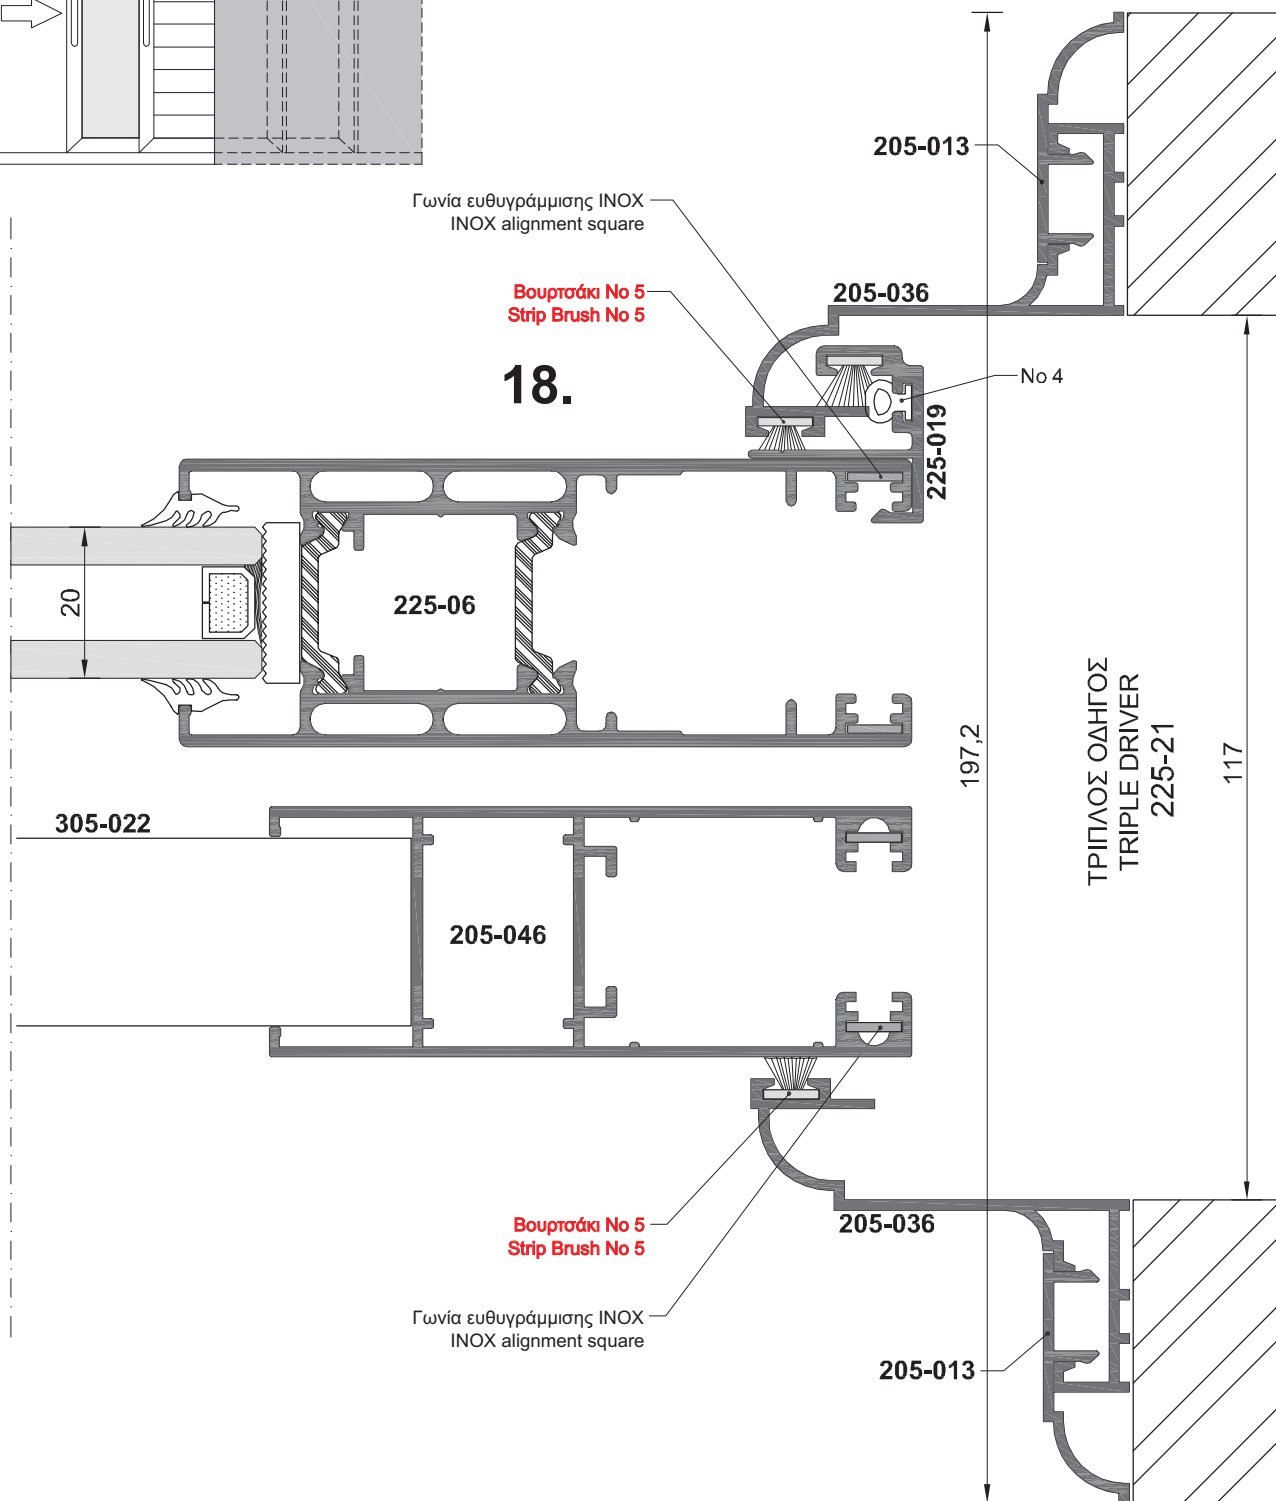 205-013
Γωνία ευθυγράμμισης INOX
INOX alignment square
Βουρτσάκι No 5
Strip Brush No 5
205-036
18.
No 4
225-019
20
225-06
197,2
ΤΡΙΠΛΟΣ ΟΔΗΓΟΣ
TRIPLE DRIVER
225-21
117
305-022
205-046
Βουρτσάκι No 5
Strip Brush No 5
205-036
Γωνία ευθυγράμμισης INOX
INOX alignment square
205-013